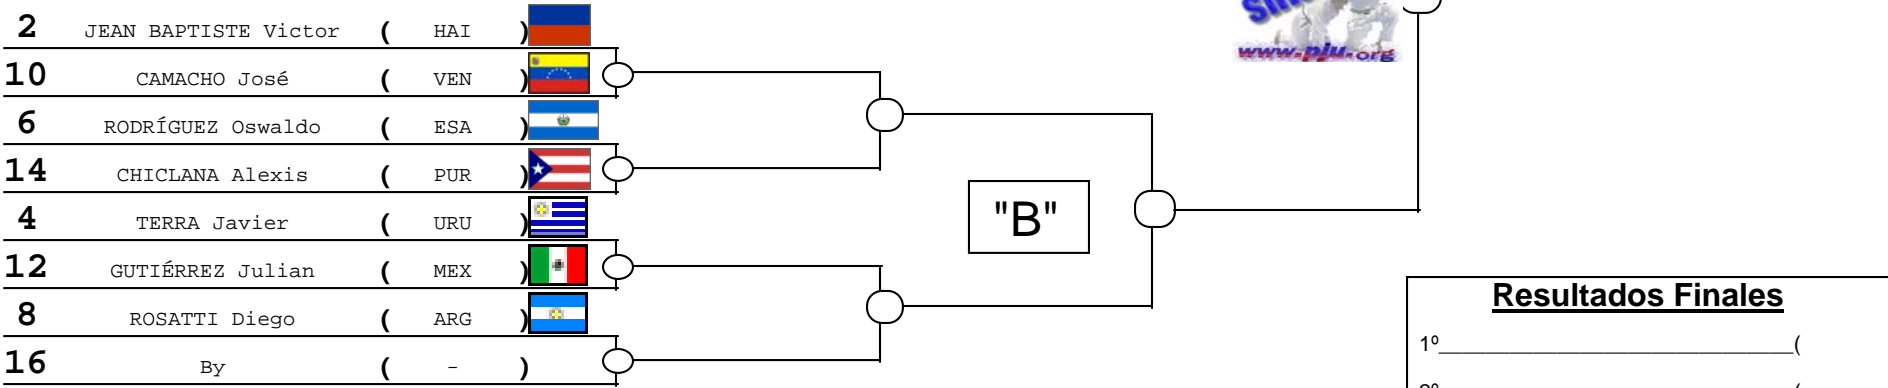 2 JEAN BAPTISTE Victor ( HAI )
10 CAMACHO José ( VEN )
6 RODRÍGUEZ Oswaldo ( ESA )
14 CHICLANA Alexis ( PUR )
4 TERRA Javier ( URU )
12 GUTIÉRREZ Julian ( MEX )
8 ROSATTI Diego ( ARG )
16 By ( - )
"B"
www.pju.org
Resultados Finales
1º______________________________(